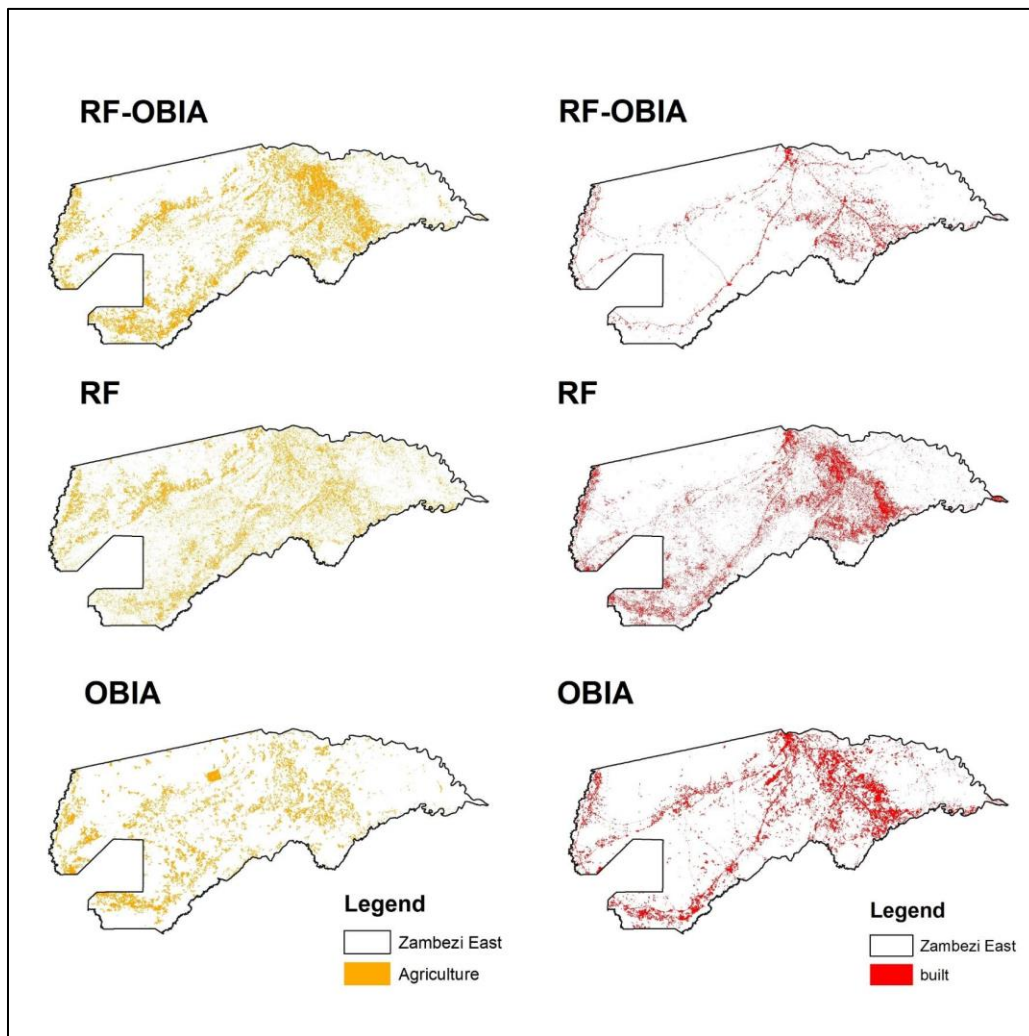 RF-OBIA
RF-OBIA
RF
RF
OBIA
OBIA
Legend
Zambezi East
Agriculture
Legend
Zambezi East
built